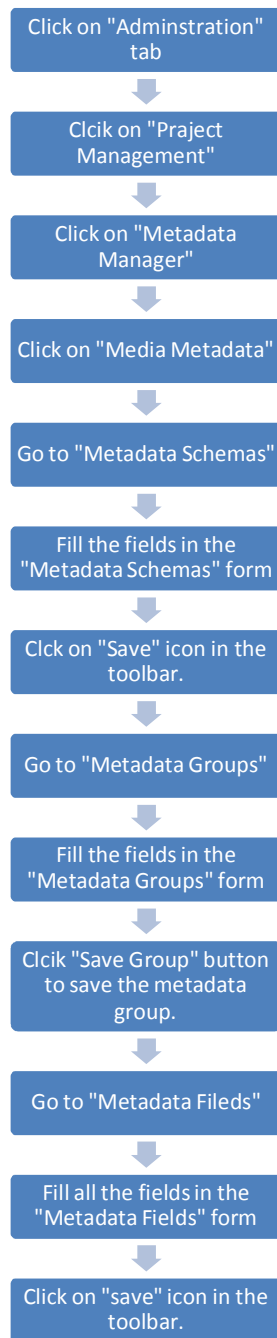 Click on "Adminstration"
tab
Clcik on "Praject
Management"
Click on "Metadata
Manager"
Click on "Media Metadata"
Go to "Metadata Schemas"
Fill the fields in the
"Metadata Schemas" form
Clck on "Save" icon in the
toolbar.
Go to "Metadata Groups"
Fill the fields in the
"Metadata Groups" form
Clcik "Save Group" button
to save the metadata
group.
Go to "Metadata Fileds"
Fill all the fields in the
"Metadata Fields" form
Click on "save" icon in the
toolbar.